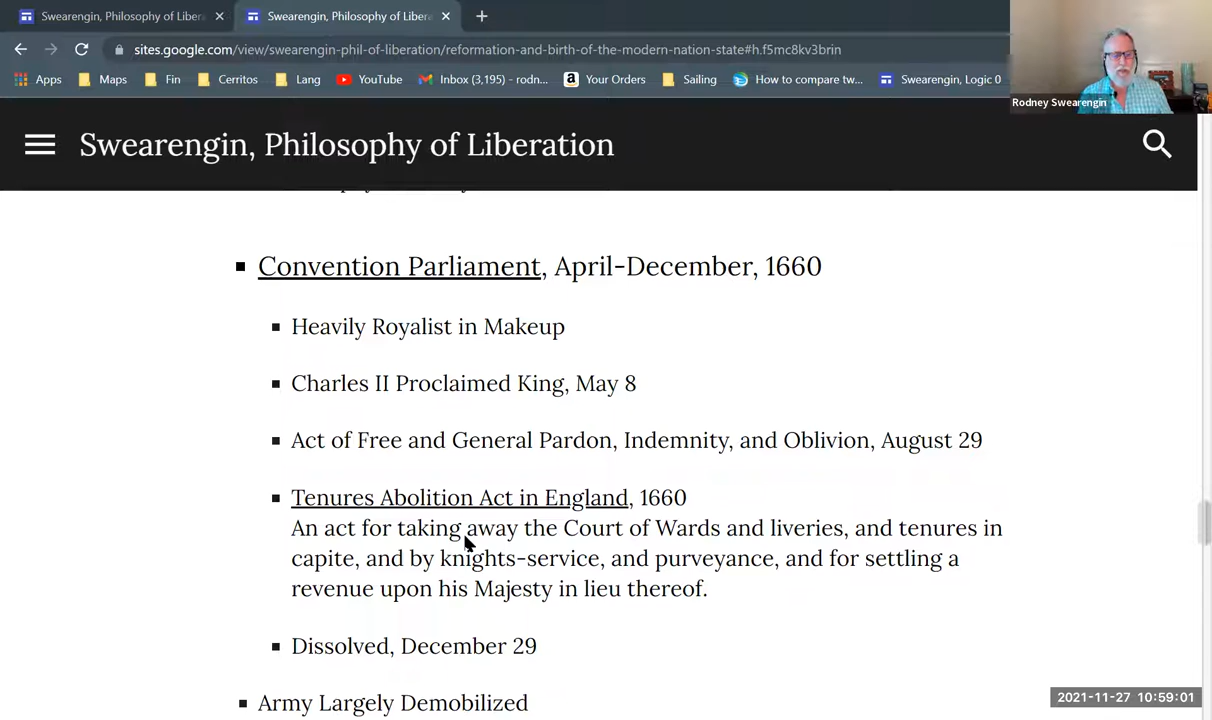 Swearengin, Philosophy of Liber
Swearengin, Philosophy of Liber
sites.google.com/view/swearengin-phil-of-liberation/reformation-and-birth-of-the-modern-nation-state#h.f5mc8kv3brin
Apps Maps Fin Cerritos Lang YouTube Inbox (3,195) - rodn... Your Orders Sailing How to compare tw... Swearengin, Logic 0
Rodney Swearengin
Swearengin, Philosophy of Liberation
Convention Parliament, April-December, 1660
Heavily Royalist in Makeup
Charles II Proclaimed King, May 8
Act of Free and General Pardon, Indemnity, and Oblivion, August 29
Tenures Abolition Act in England, 1660
An act for taking away the Court of Wards and liveries, and tenures in
capite, and by knights-service, and purveyance, and for settling a
revenue upon his Majesty in lieu thereof.
Dissolved, December 29
Army Largely Demobilized
2021-11-27 10:59:01